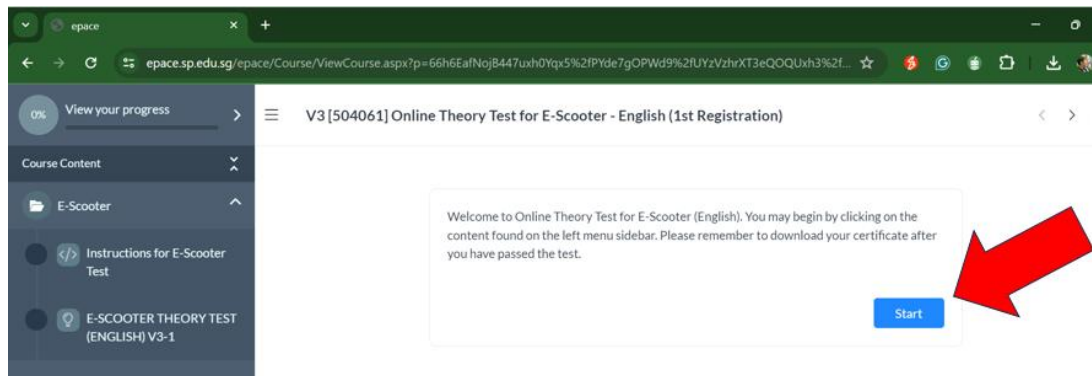 epace
epace.sp.edu.sg/epace/Course/ViewCourse.aspx?p=66h6EafNojB447uxh0Yqx5%2fPYde7gOPWd9%2fUYzVzhrXT3eQOQUxh3%2f...
0%
View your progress
V3 [504061] Online Theory Test for E-Scooter - English (1st Registration)
Course Content
E-Scooter
Instructions for E-Scooter
Test
E-SCOOTER THEORY TEST
(ENGLISH) V3-1
Welcome to Online Theory Test for E-Scooter (English). You may begin by clicking on the
content found on the left menu sidebar. Please remember to download your certificate after
you have passed the test.
Start